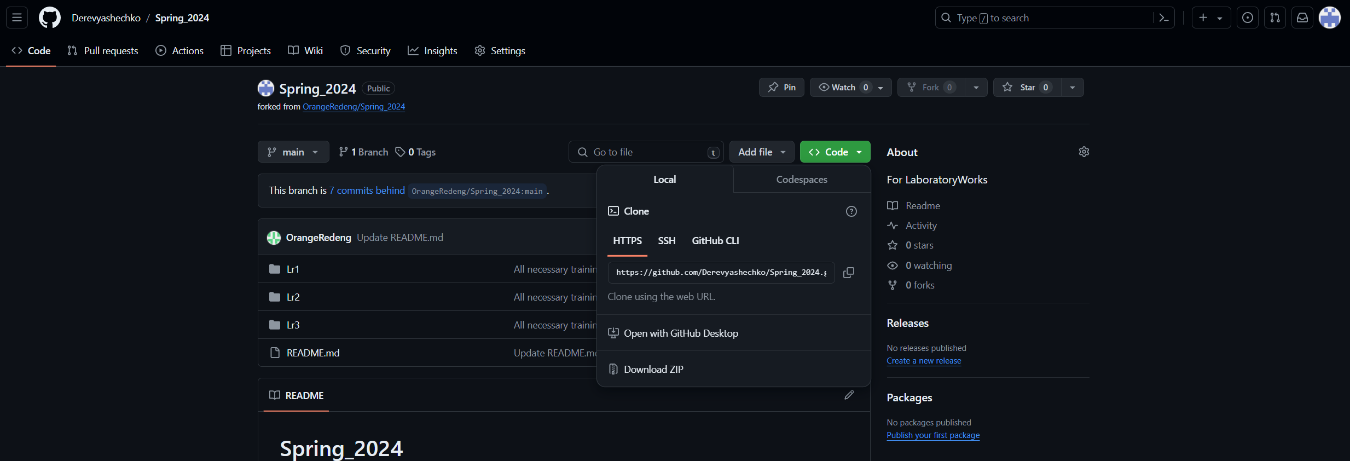 Derevyashechko / Spring_2024
Type / to search
Code Pull requests Actions Projects Wiki Security Insights Settings
Spring_2024 Public
Pin Watch 0 Fork 0 Star 0
forked from OrangeRedeng/Spring_2024
main 1 Branch 0 Tags Go to file t Add file Code
This branch is 7 commits behind OrangeRedeng/Spring_2024:main .
OrangeRedeng Update README.md
Lr1 All necessary trainin
Lr2 All necessary trainin
Lr3 All necessary trainin
README.md Update README.m
README
Spring_2024
Local Codespaces
Clone
HTTPS SSH GitHub CLI
https://github.com/Derevyashechko/Spring_2024.g
Clone using the web URL.
Open with GitHub Desktop
Download ZIP
About
For LaboratoryWorks
Readme
Activity
0 stars
0 watching
0 forks
Releases
No releases published
Create a new release
Packages
No packages published
Publish your first package